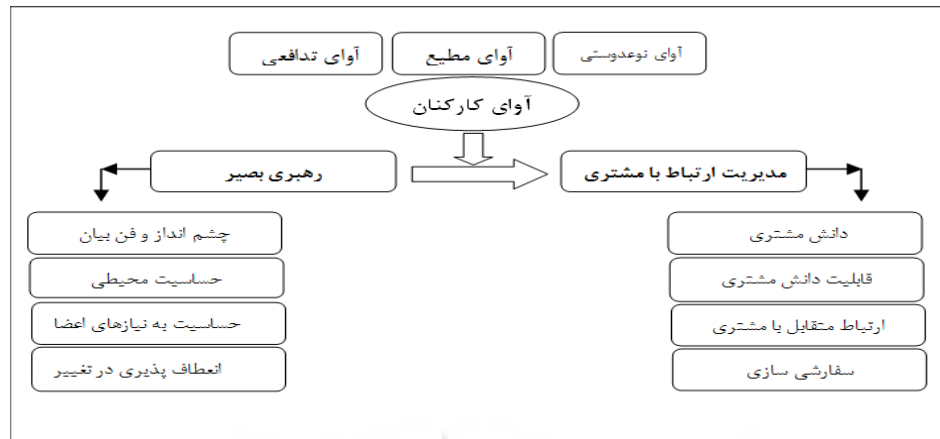 آوای نوعدوستی
آوای مطیع
آوای تدافعی
آوای کارکنان
مدیریت ارتباط با مشتری
رهبری بصیر
دانش مشتری
قابلیت دانش مشتری
ارتباط متقابل با مشتری
سفارشی سازی
چشم انداز و فن بیان
حساسیت محیطی
حساسیت به نیازهای اعضا
انعطاف پذیری در تغییر